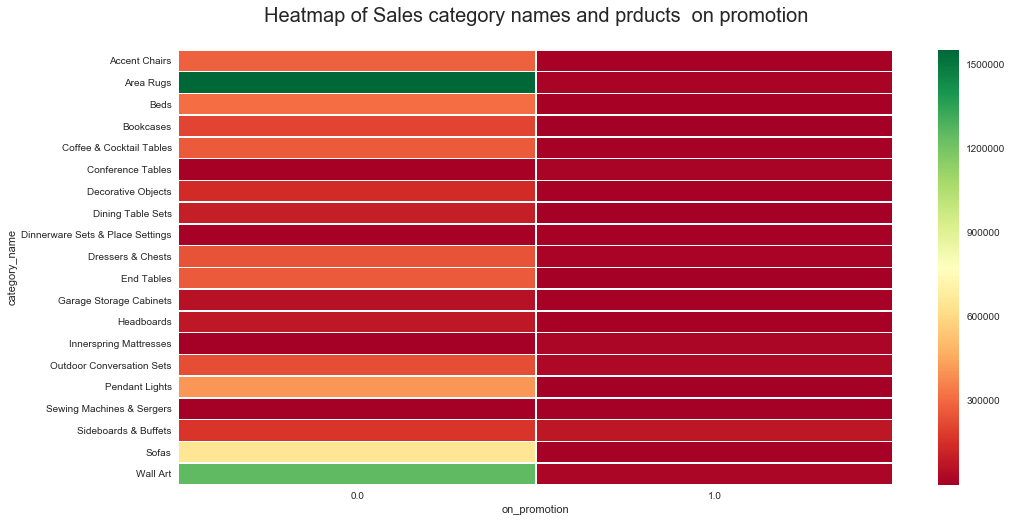 Heatmap of Sales category names and prducts  on promotion
category_name
Accent Chairs
Area Rugs
Beds
Bookcases
Coffee & Cocktail Tables
Conference Tables
Decorative Objects
Dining Table Sets
Dinnerware Sets & Place Settings
Dressers & Chests
End Tables
Garage Storage Cabinets
Headboards
Innerspring Mattresses
Outdoor Conversation Sets
Pendant Lights
Sewing Machines & Sergers
Sideboards & Buffets
Sofas
Wall Art
0.0 1.0
on_promotion
1500000
1200000
900000
600000
300000